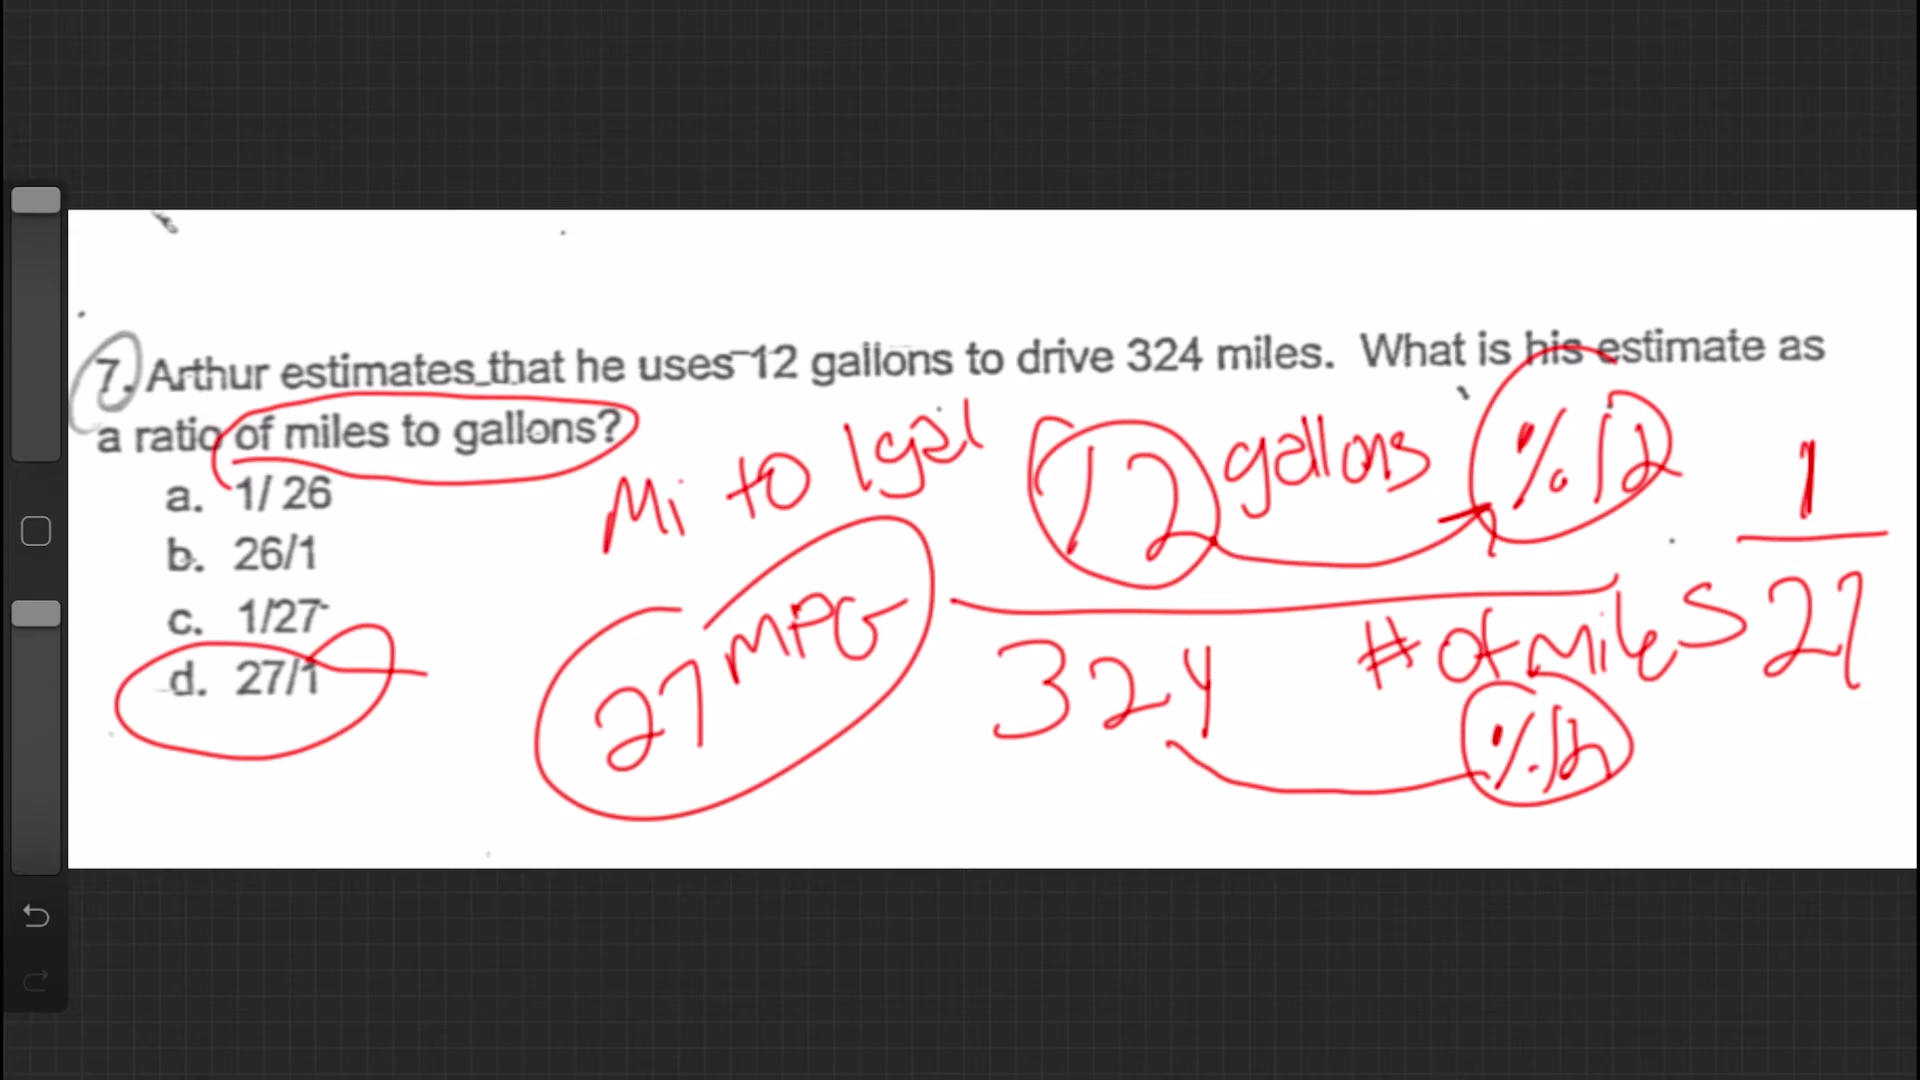 7. Arthur estimates that he uses 12 gallons to drive 324 miles. What is his estimate as
a ratio of miles to gallons?
a. 1/ 26
b. 26/1
c. 1/27
d. 27/1
Mi to 1gal
27 MPG
12 gallons
% 12
324 # of miles
% 12
1
27